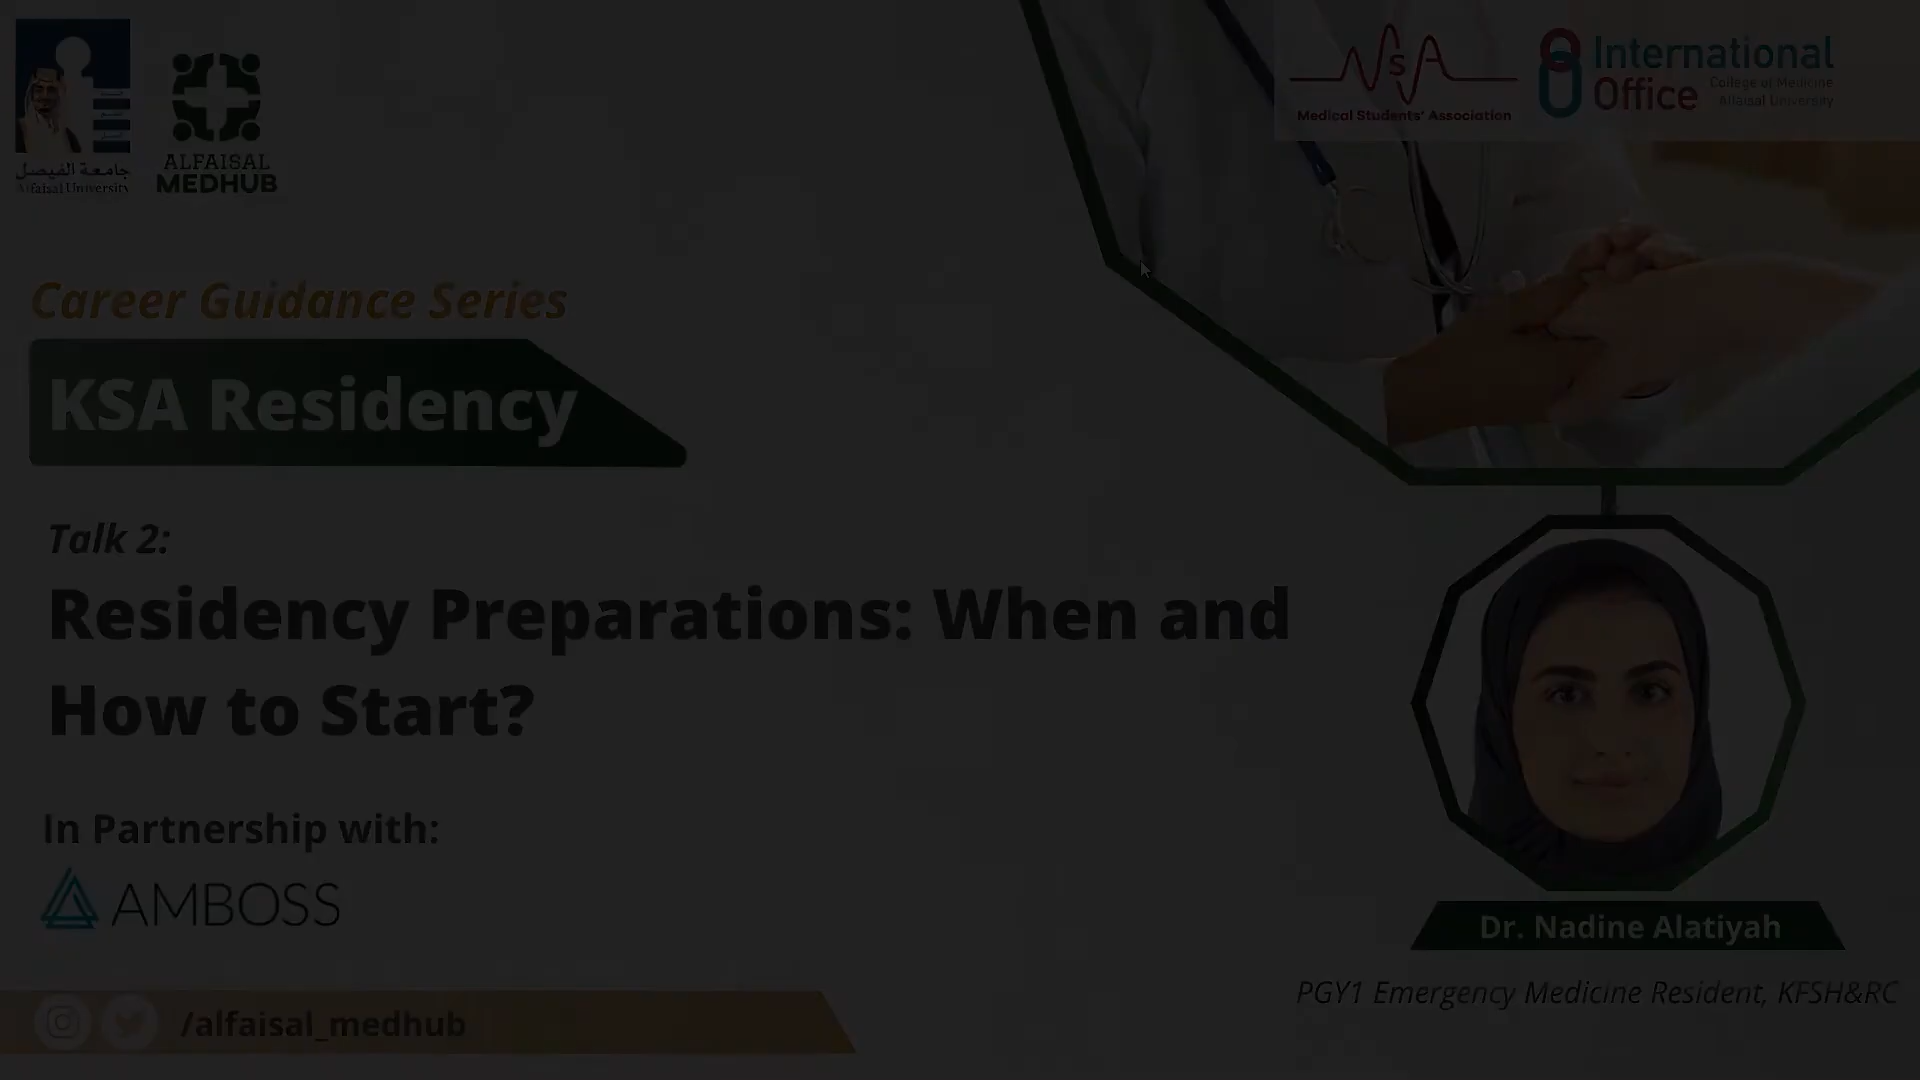 جامعة الفيصل
Alfaisal University
ALFAISAL
MEDHUB
MSA
Medical Students' Association
International
Office
College of Medicine
Alfaisal University
Career Guidance Series
KSA Residency
Talk 2:
Residency Preparations: When and
How to Start?
In Partnership with:
AMBOSS
Dr. Nadine Alatiyah
PGY1 Emergency Medicine Resident, KFSH&RC
/alfaisal_medhub